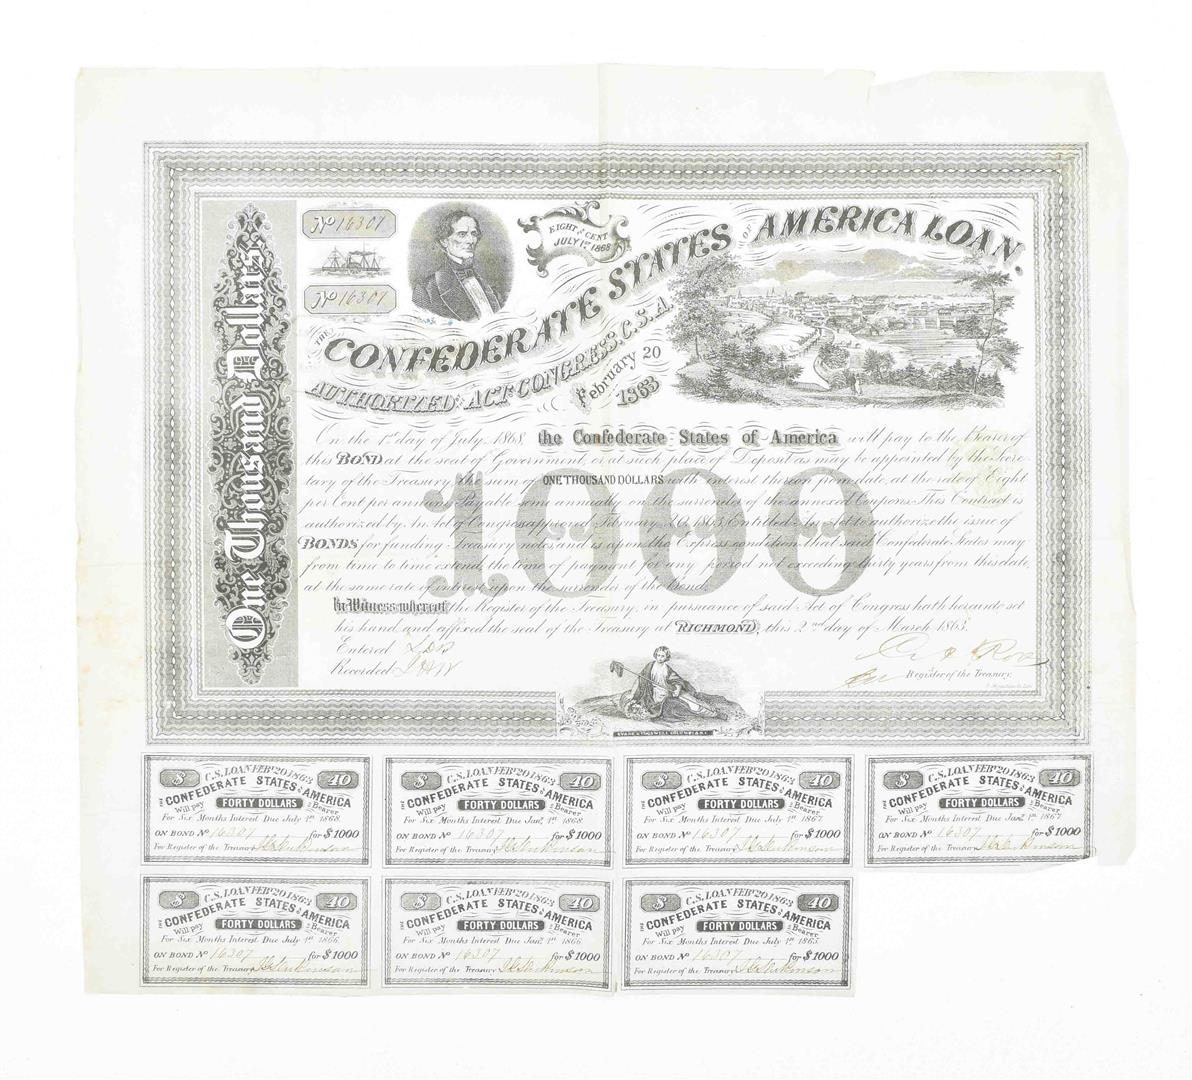 One Thousand Dollars
No 16307
No 16307
EIGHT PR CENT
JULY 1st 1868
THE CONFEDERATE STATES OF AMERICA LOAN.
AUTHORIZED ACT CONGRESS, C.S.A.
February 20
1863
On the 1st day of July, 1868, the Confederate States of America will pay to the Bearer of
this BOND at the seat of Government, or at such place of Deposit as may be appointed by the Secre-
tary of the Treasury the sum of ONE THOUSAND DOLLARS with interest thereon from date, at the rate of Eight
per Cent per annum Payable semi annually on the surrender of the annexed Coupons. This Contract is
authorized by An Act of Congress approved February 20, 1863, Entitled An Act to authorize the issue of
BONDS for funding Treasury notes, and is upon the Express condition that said Confederate States may
from time to time extend the time of payment for any period not exceeding thirty years from this date,
at the same rate of interest upon the surrender of this bond.
1000
In Witness whereof the Register of the Treasury, in pursuance of said Act of Congress hath hereunto set
his hand and affixed the seal of the Treasury at RICHMOND, this 2nd day of March 1863.
Entered
Recorded
Register of the Treasury.
EVANS & COGSWELL COLUMBIA S.C.
$ C.S. LOAN FEB. 20 1863 40
THE CONFEDERATE STATES OF AMERICA
Will pay FORTY DOLLARS to Bearer
For Six Months Interest Due July 1st 1868.
ON BOND No 16307 for $1000
For Register of the Treasury
$ C.S. LOAN FEB. 20 1863 40
THE CONFEDERATE STATES OF AMERICA
Will pay FORTY DOLLARS to Bearer
For Six Months Interest Due Jany. 1st 1868.
ON BOND No 16307 for $1000
For Register of the Treasury
$ C.S. LOAN FEB. 20 1863 40
THE CONFEDERATE STATES OF AMERICA
Will pay FORTY DOLLARS to Bearer
For Six Months Interest Due July 1st 1867.
ON BOND No 16307 for $1000
For Register of the Treasury
$ C.S. LOAN FEB. 20 1863 40
THE CONFEDERATE STATES OF AMERICA
Will pay FORTY DOLLARS to Bearer
For Six Months Interest Due Jany. 1st 1867.
ON BOND No 16307 for $1000
For Register of the Treasury
$ C.S. LOAN FEB. 20 1863 40
THE CONFEDERATE STATES OF AMERICA
Will pay FORTY DOLLARS to Bearer
For Six Months Interest Due July 1st 1866.
ON BOND No 16307 for $1000
For Register of the Treasury
$ C.S. LOAN FEB. 20 1863 40
THE CONFEDERATE STATES OF AMERICA
Will pay FORTY DOLLARS to Bearer
For Six Months Interest Due Jany. 1st 1866.
ON BOND No 16307 for $1000
For Register of the Treasury
$ C.S. LOAN FEB. 20 1863 40
THE CONFEDERATE STATES OF AMERICA
Will pay FORTY DOLLARS to Bearer
For Six Months Interest Due July 1st 1865.
ON BOND No 16307 for $1000
For Register of the Treasury